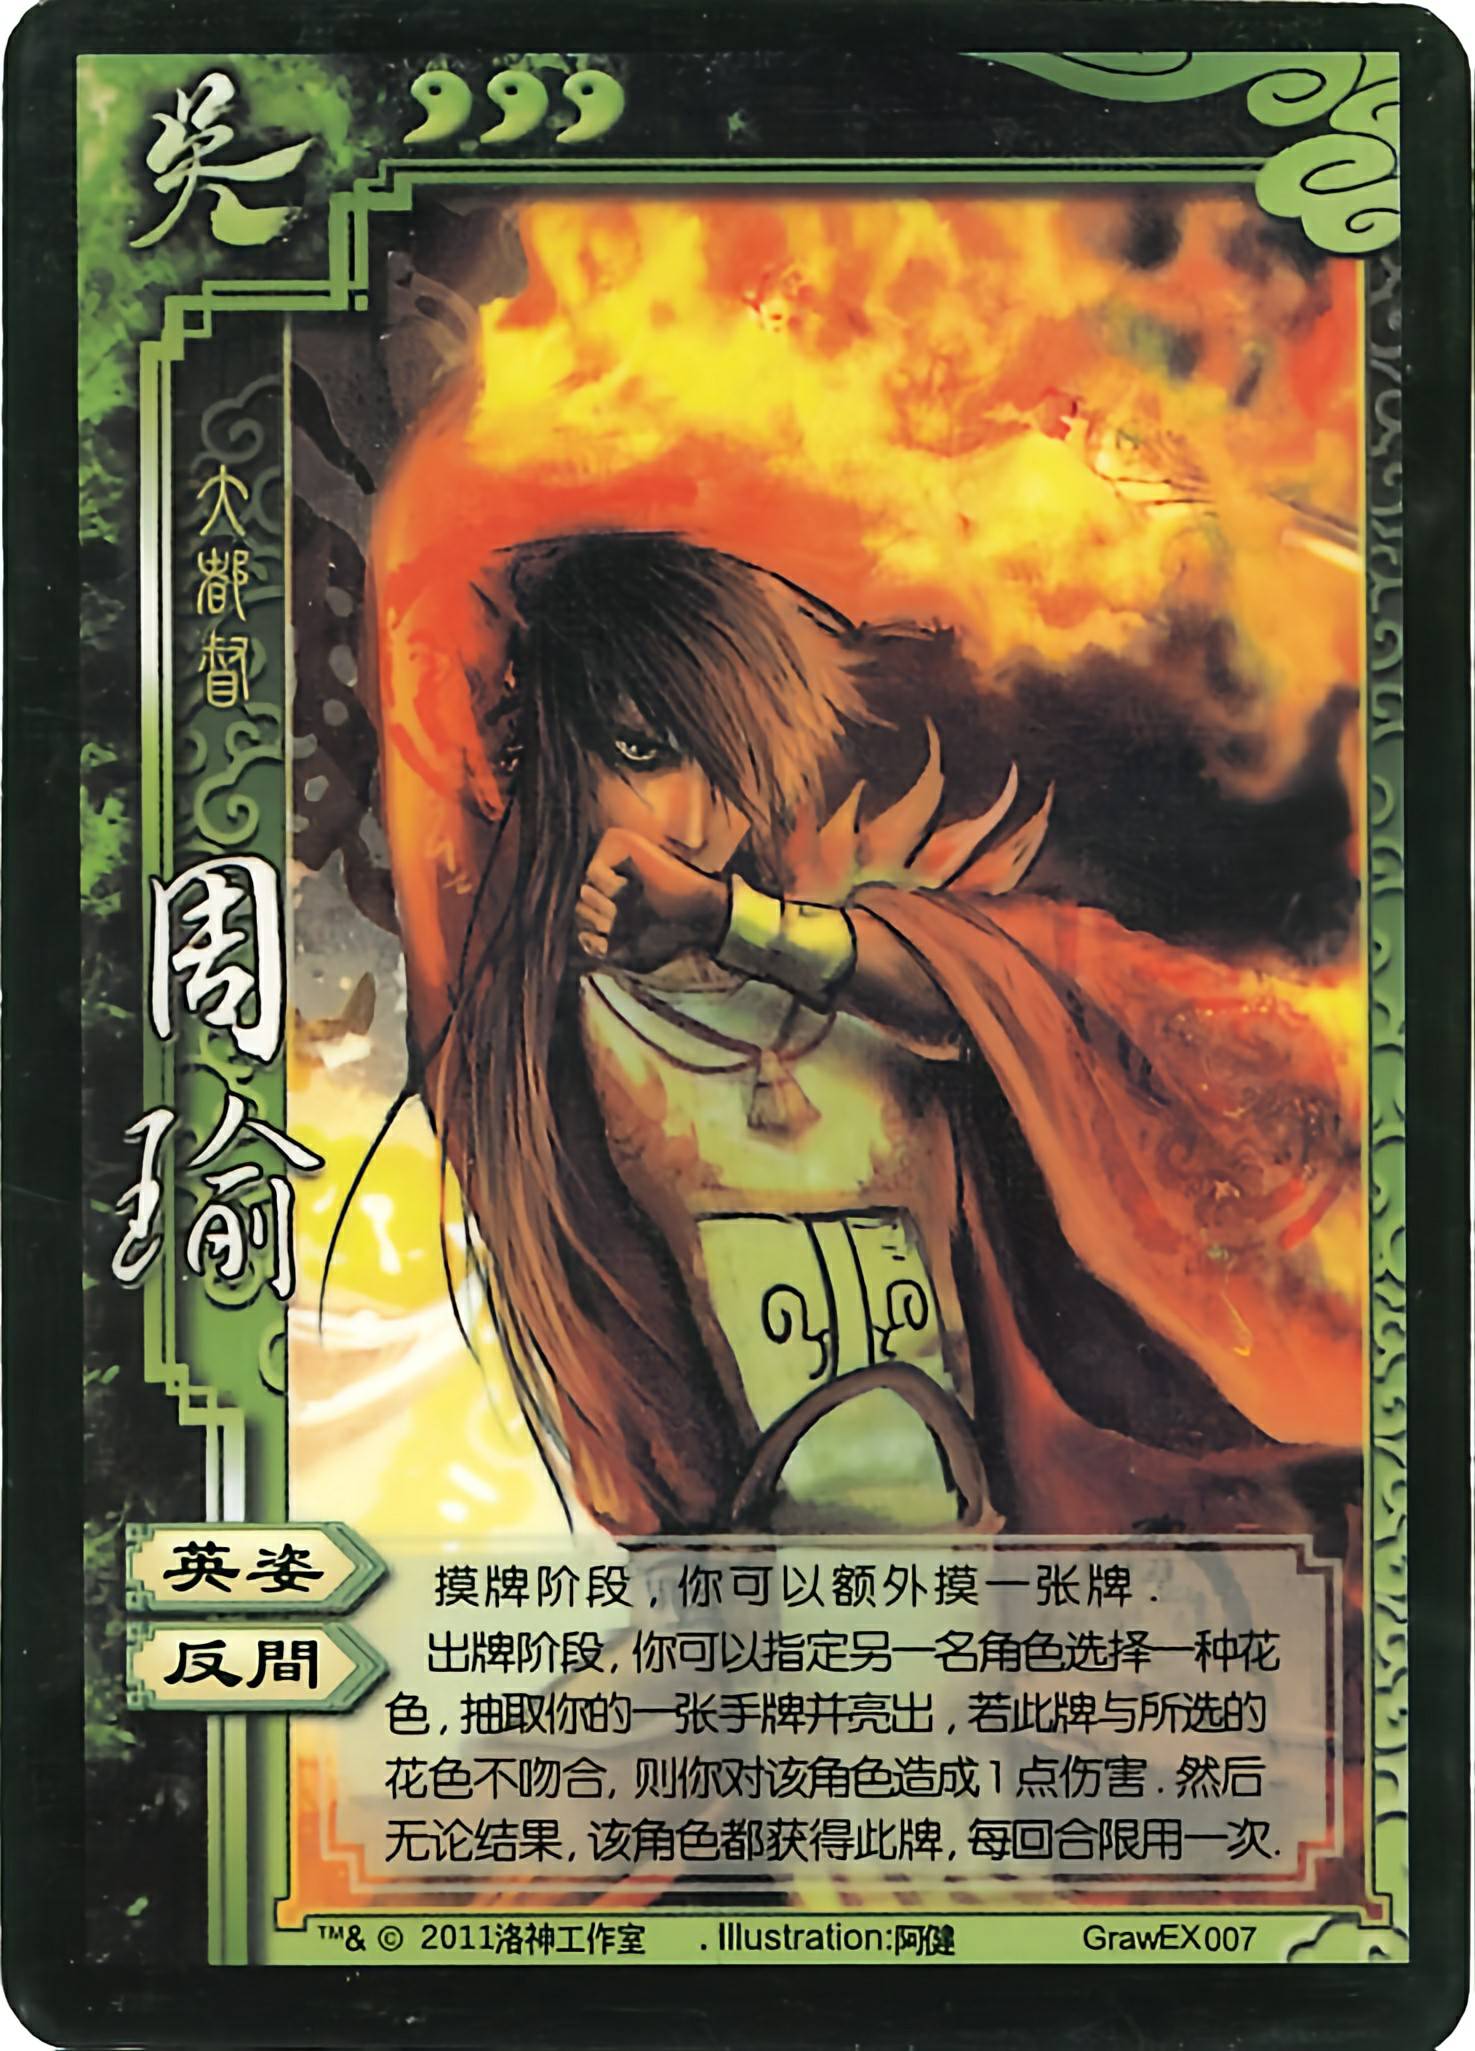 吴
大都督
周瑜
英姿
摸牌阶段，你可以额外摸一张牌.
反間
出牌阶段，你可以指定另一名角色选择一种花
色，抽取你的一张手牌并亮出，若此牌与所选的
花色不吻合，则你对该角色造成1点伤害.然后
无论结果，该角色都获得此牌，每回合限用一次.
™& © 2011洛神工作室 . Illustration:阿健 GrawEX007